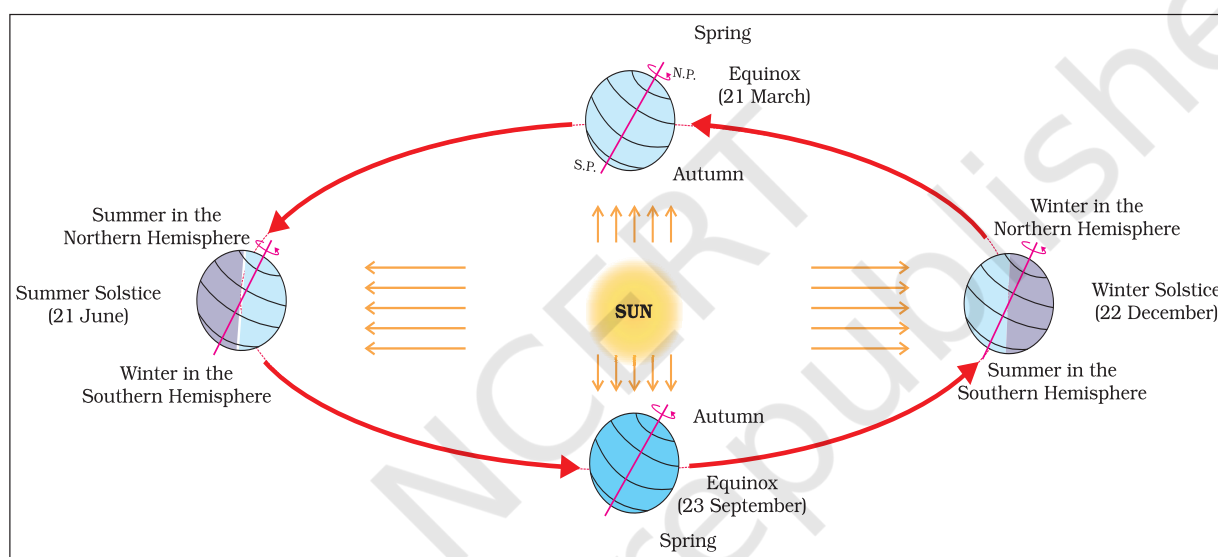 Spring
N.P.
Equinox
(21 March)
S.P.
Autumn
Summer in the
Northern Hemisphere
Summer Solstice
(21 June)
Winter in the
Southern Hemisphere
SUN
Winter in the
Northern Hemisphere
Winter Solstice
(22 December)
Summer in the
Southern Hemisphere
Autumn
Equinox
(23 September)
Spring
NCERT
republishe